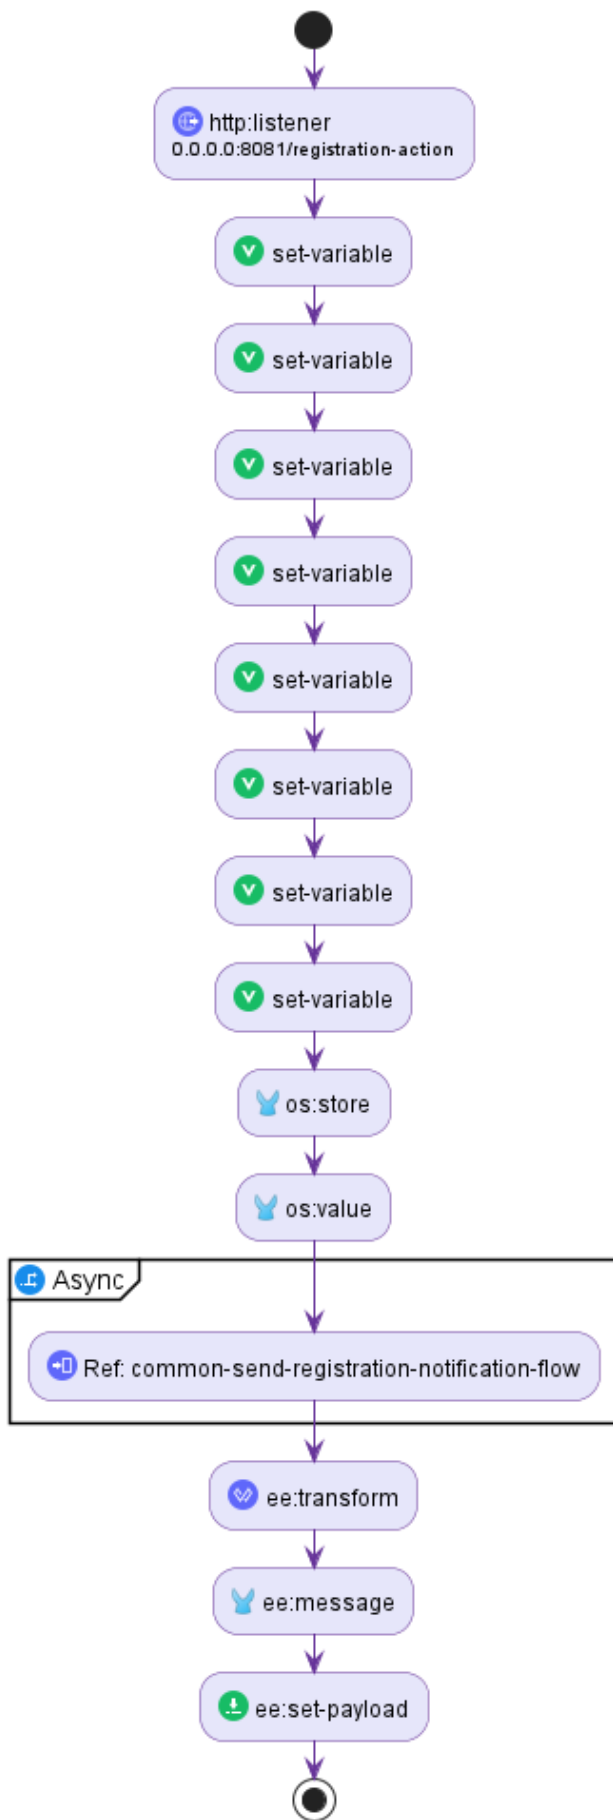 http:listener
0.0.0.0:8081/registration-action
set-variable
set-variable
set-variable
set-variable
set-variable
set-variable
set-variable
set-variable
os:store
os:value
Async
Ref: common-send-registration-notification-flow
ee:transform
ee:message
ee:set-payload